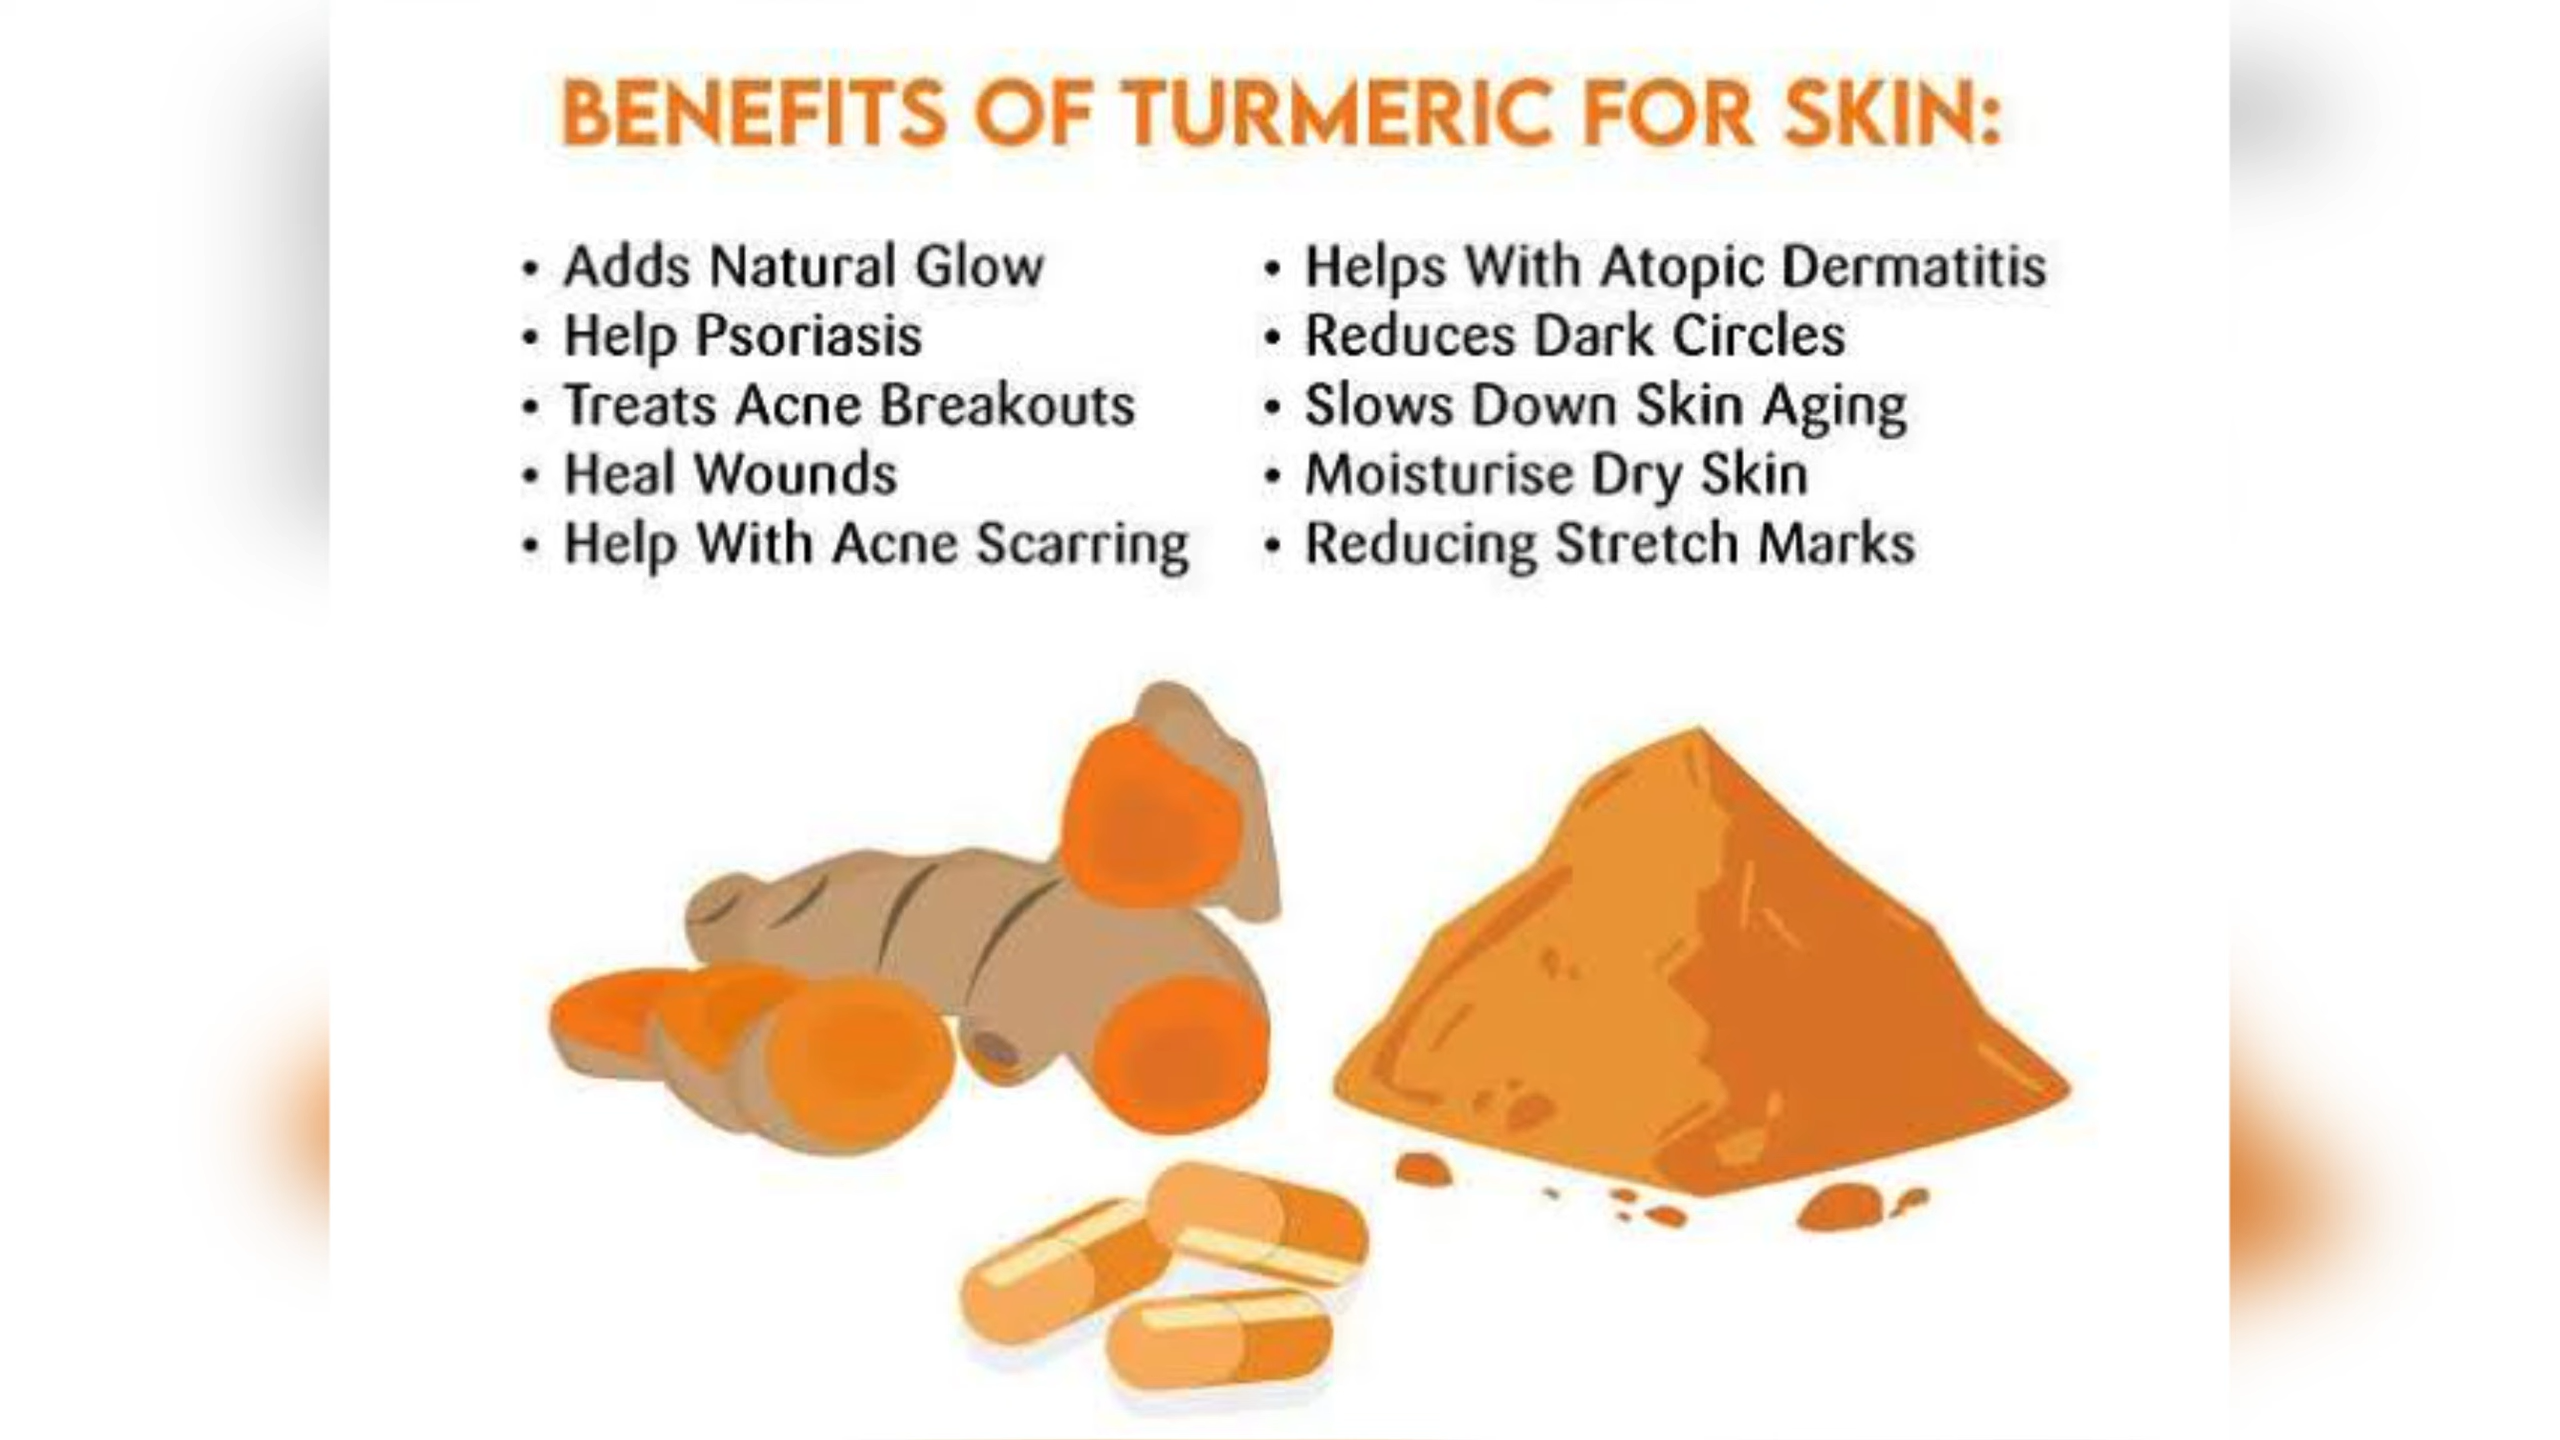 BENEFITS OF TURMERIC FOR SKIN:
• Adds Natural Glow
• Help Psoriasis
• Treats Acne Breakouts
• Heal Wounds
• Help With Acne Scarring
• Helps With Atopic Dermatitis
• Reduces Dark Circles
• Slows Down Skin Aging
• Moisturise Dry Skin
• Reducing Stretch Marks